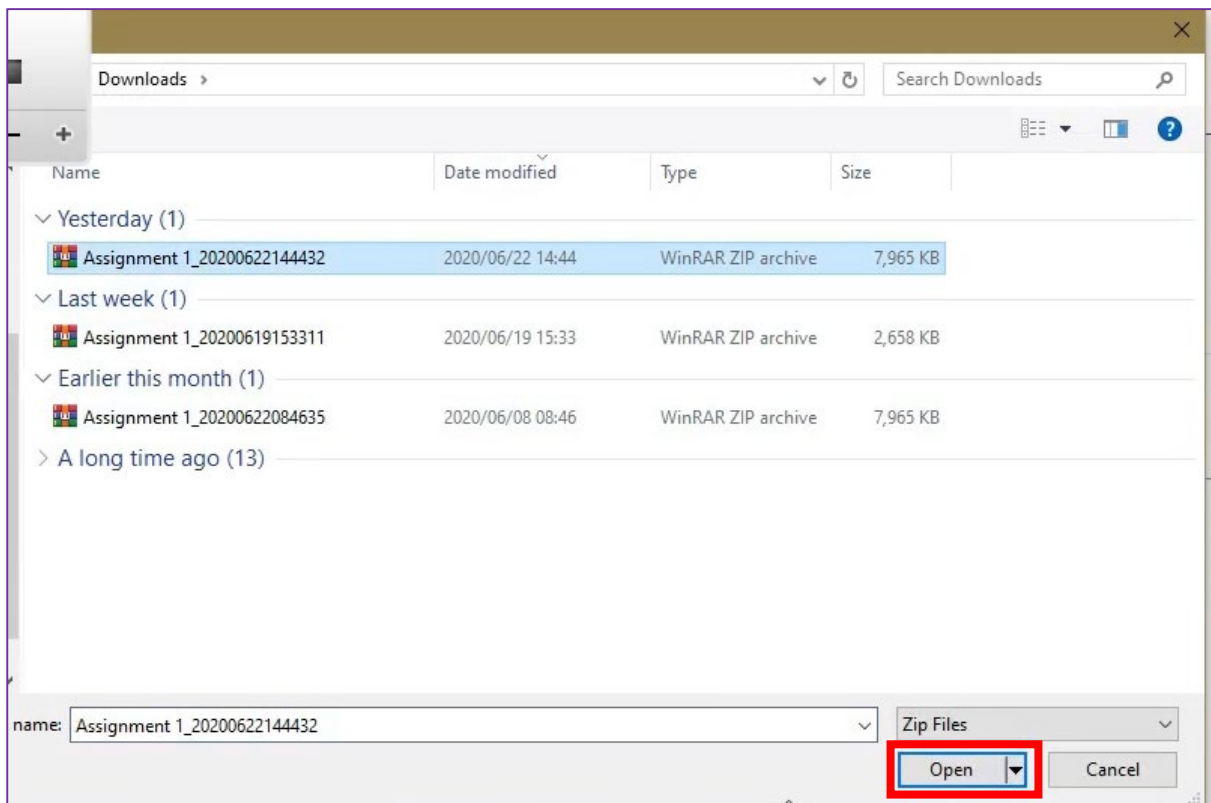 Downloads >
Search Downloads
Name Date modified Type Size
Yesterday (1)
Assignment 1_20200622144432 2020/06/22 14:44 WinRAR ZIP archive 7,965 KB
Last week (1)
Assignment 1_20200619153311 2020/06/19 15:33 WinRAR ZIP archive 2,658 KB
Earlier this month (1)
Assignment 1_20200622084635 2020/06/08 08:46 WinRAR ZIP archive 7,965 KB
A long time ago (13)
name: Assignment 1_20200622144432 Zip Files
Open Cancel